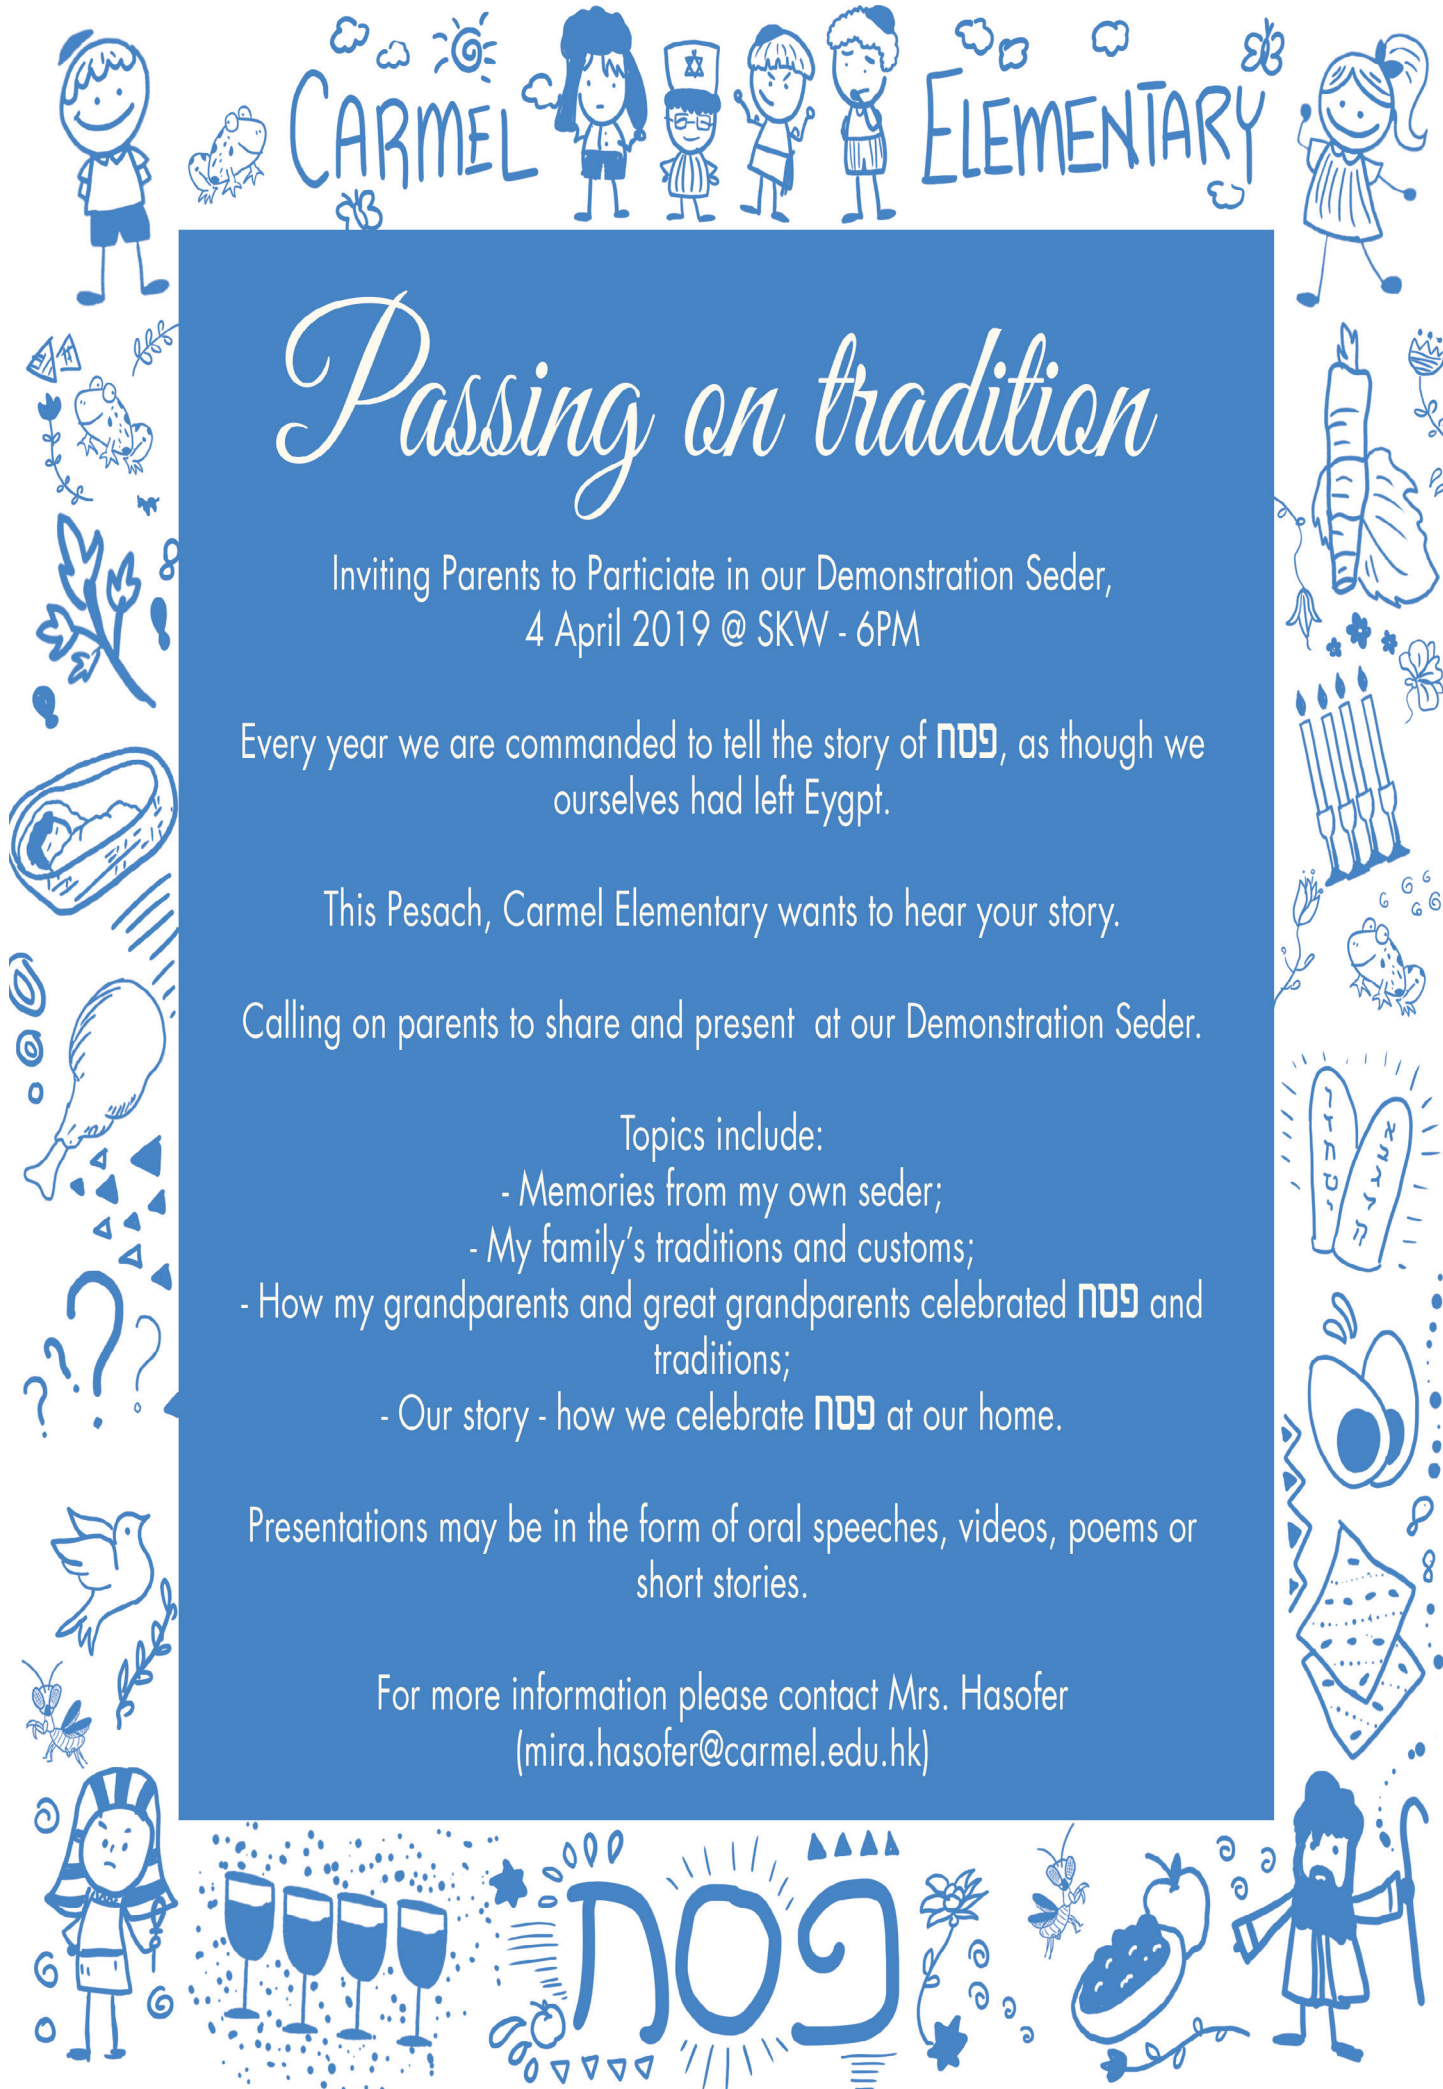 CARMEL ELEMENTARY
Passing on tradition
Inviting Parents to Particiate in our Demonstration Seder,
4 April 2019 @ SKW - 6PM
Every year we are commanded to tell the story of פסח, as though we
ourselves had left Eygpt.
This Pesach, Carmel Elementary wants to hear your story.
Calling on parents to share and present at our Demonstration Seder.
Topics include:
- Memories from my own seder;
- My family's traditions and customs;
- How my grandparents and great grandparents celebrated פסח and
traditions;
- Our story - how we celebrate פסח at our home.
Presentations may be in the form of oral speeches, videos, poems or
short stories.
For more information please contact Mrs. Hasofer
(mira.hasofer@carmel.edu.hk)
פסח